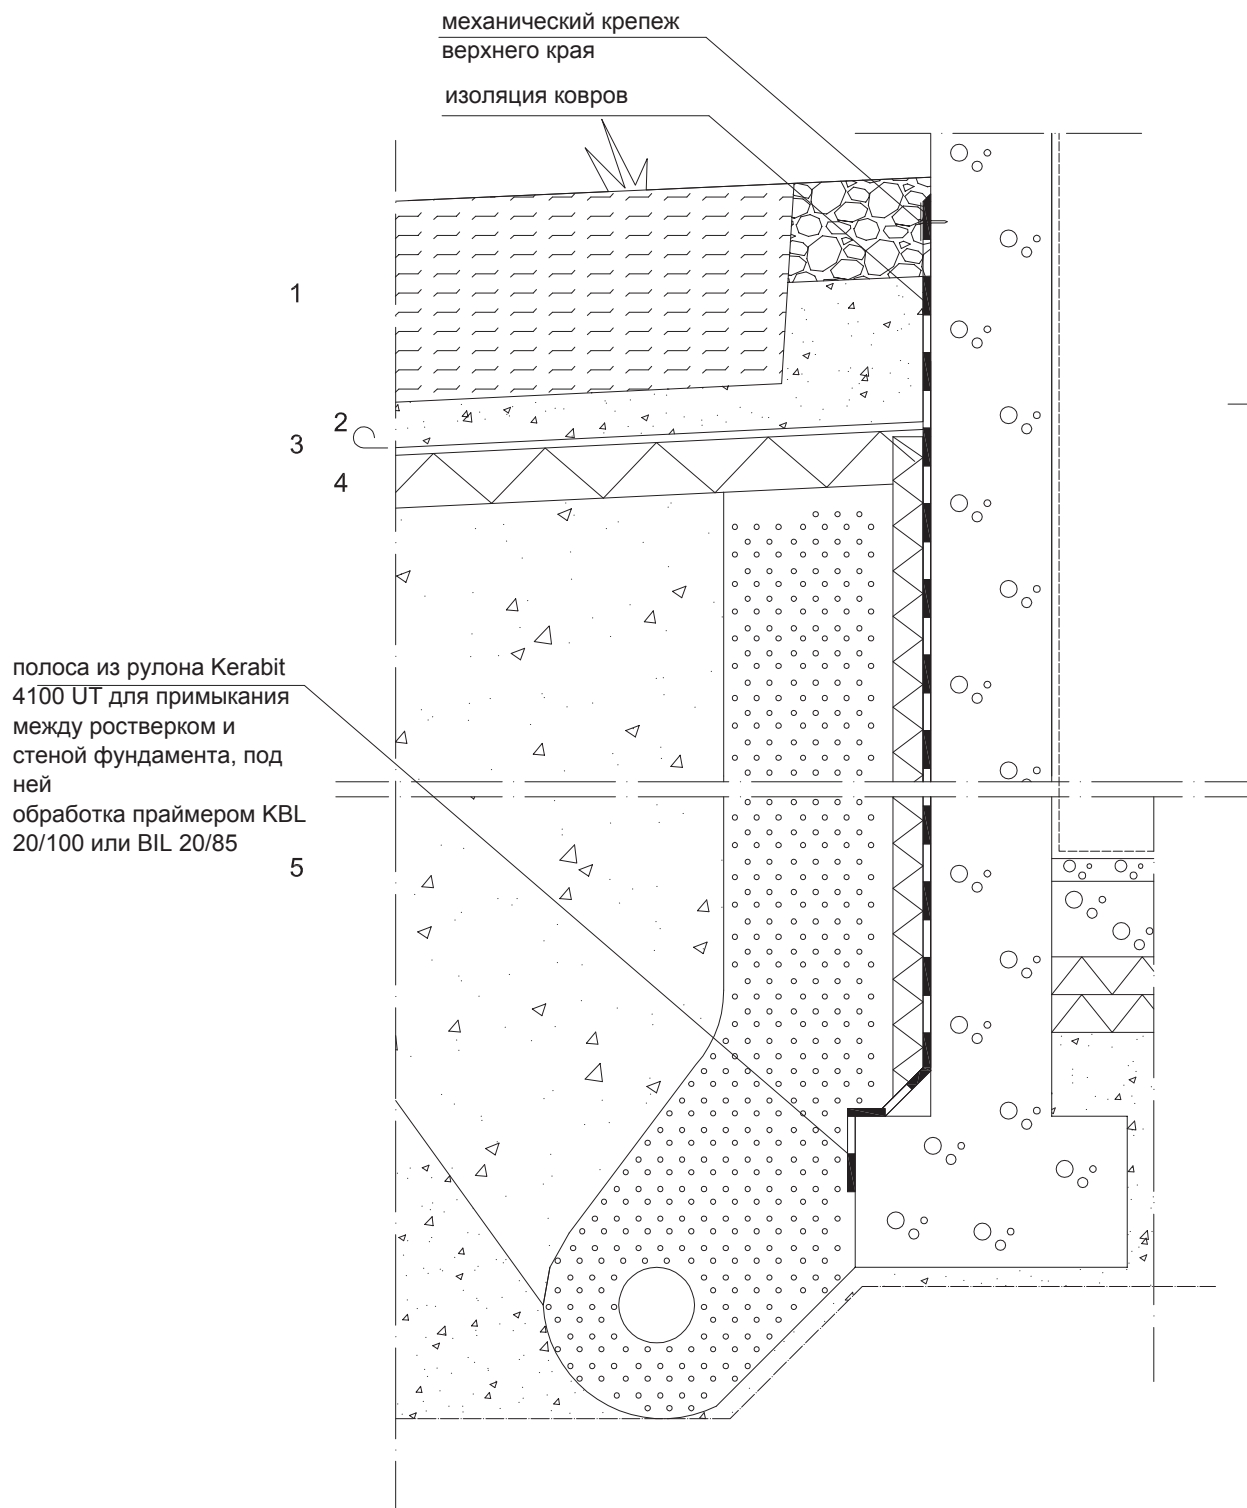 механический крепеж
верхнего края
изоляция ковров
1
2
3
4
полоса из рулона Kerabit
4100 UT для примыкания
между ростверком и
стеной фундамента, под
ней
обработка праймером KBL
20/100 или BIL 20/85
5